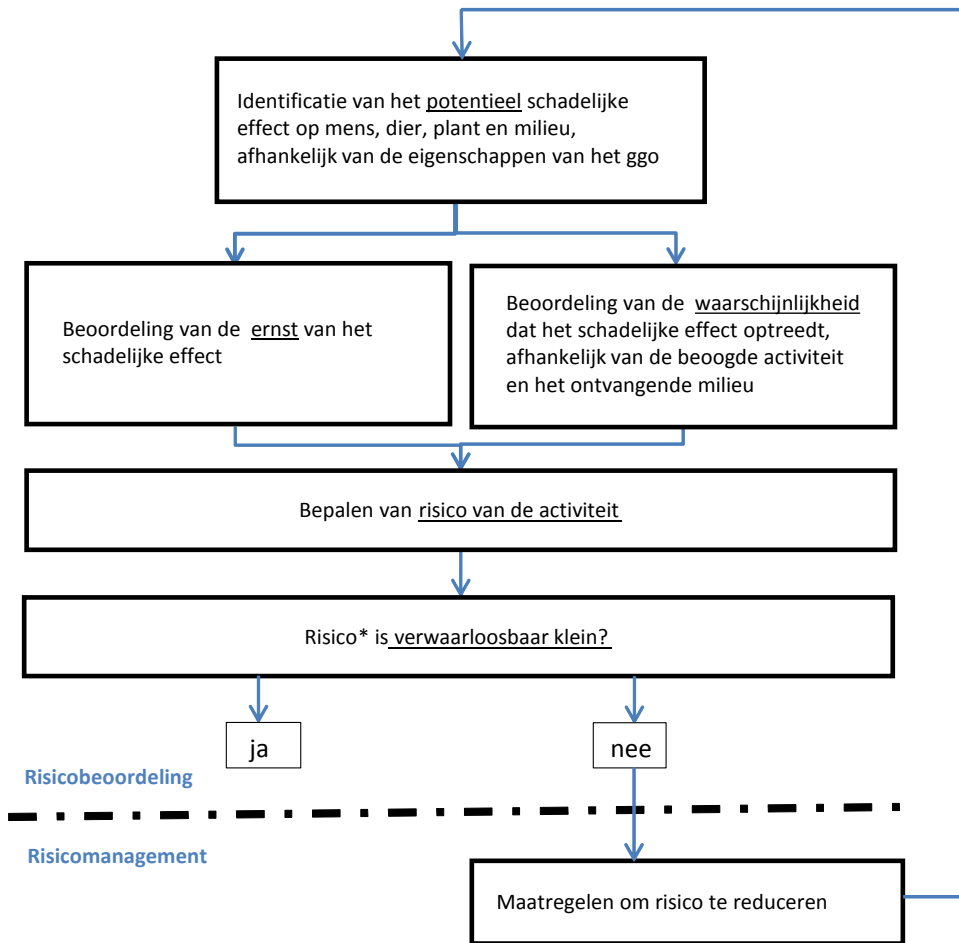 Identificatie van het potentieel schadelijke
effect op mens, dier, plant en milieu,
afhankelijk van de eigenschappen van het ggo
Beoordeling van de ernst van het
schadelijke effect
Beoordeling van de waarschijnlijkheid
dat het schadelijke effect optreedt,
afhankelijk van de beoogde activiteit
en het ontvangende milieu
Bepalen van risico van de activiteit
Risico* is verwaarloosbaar klein?
ja
nee
Risicobeoordeling
Risicomanagement
Maatregelen om risico te reduceren